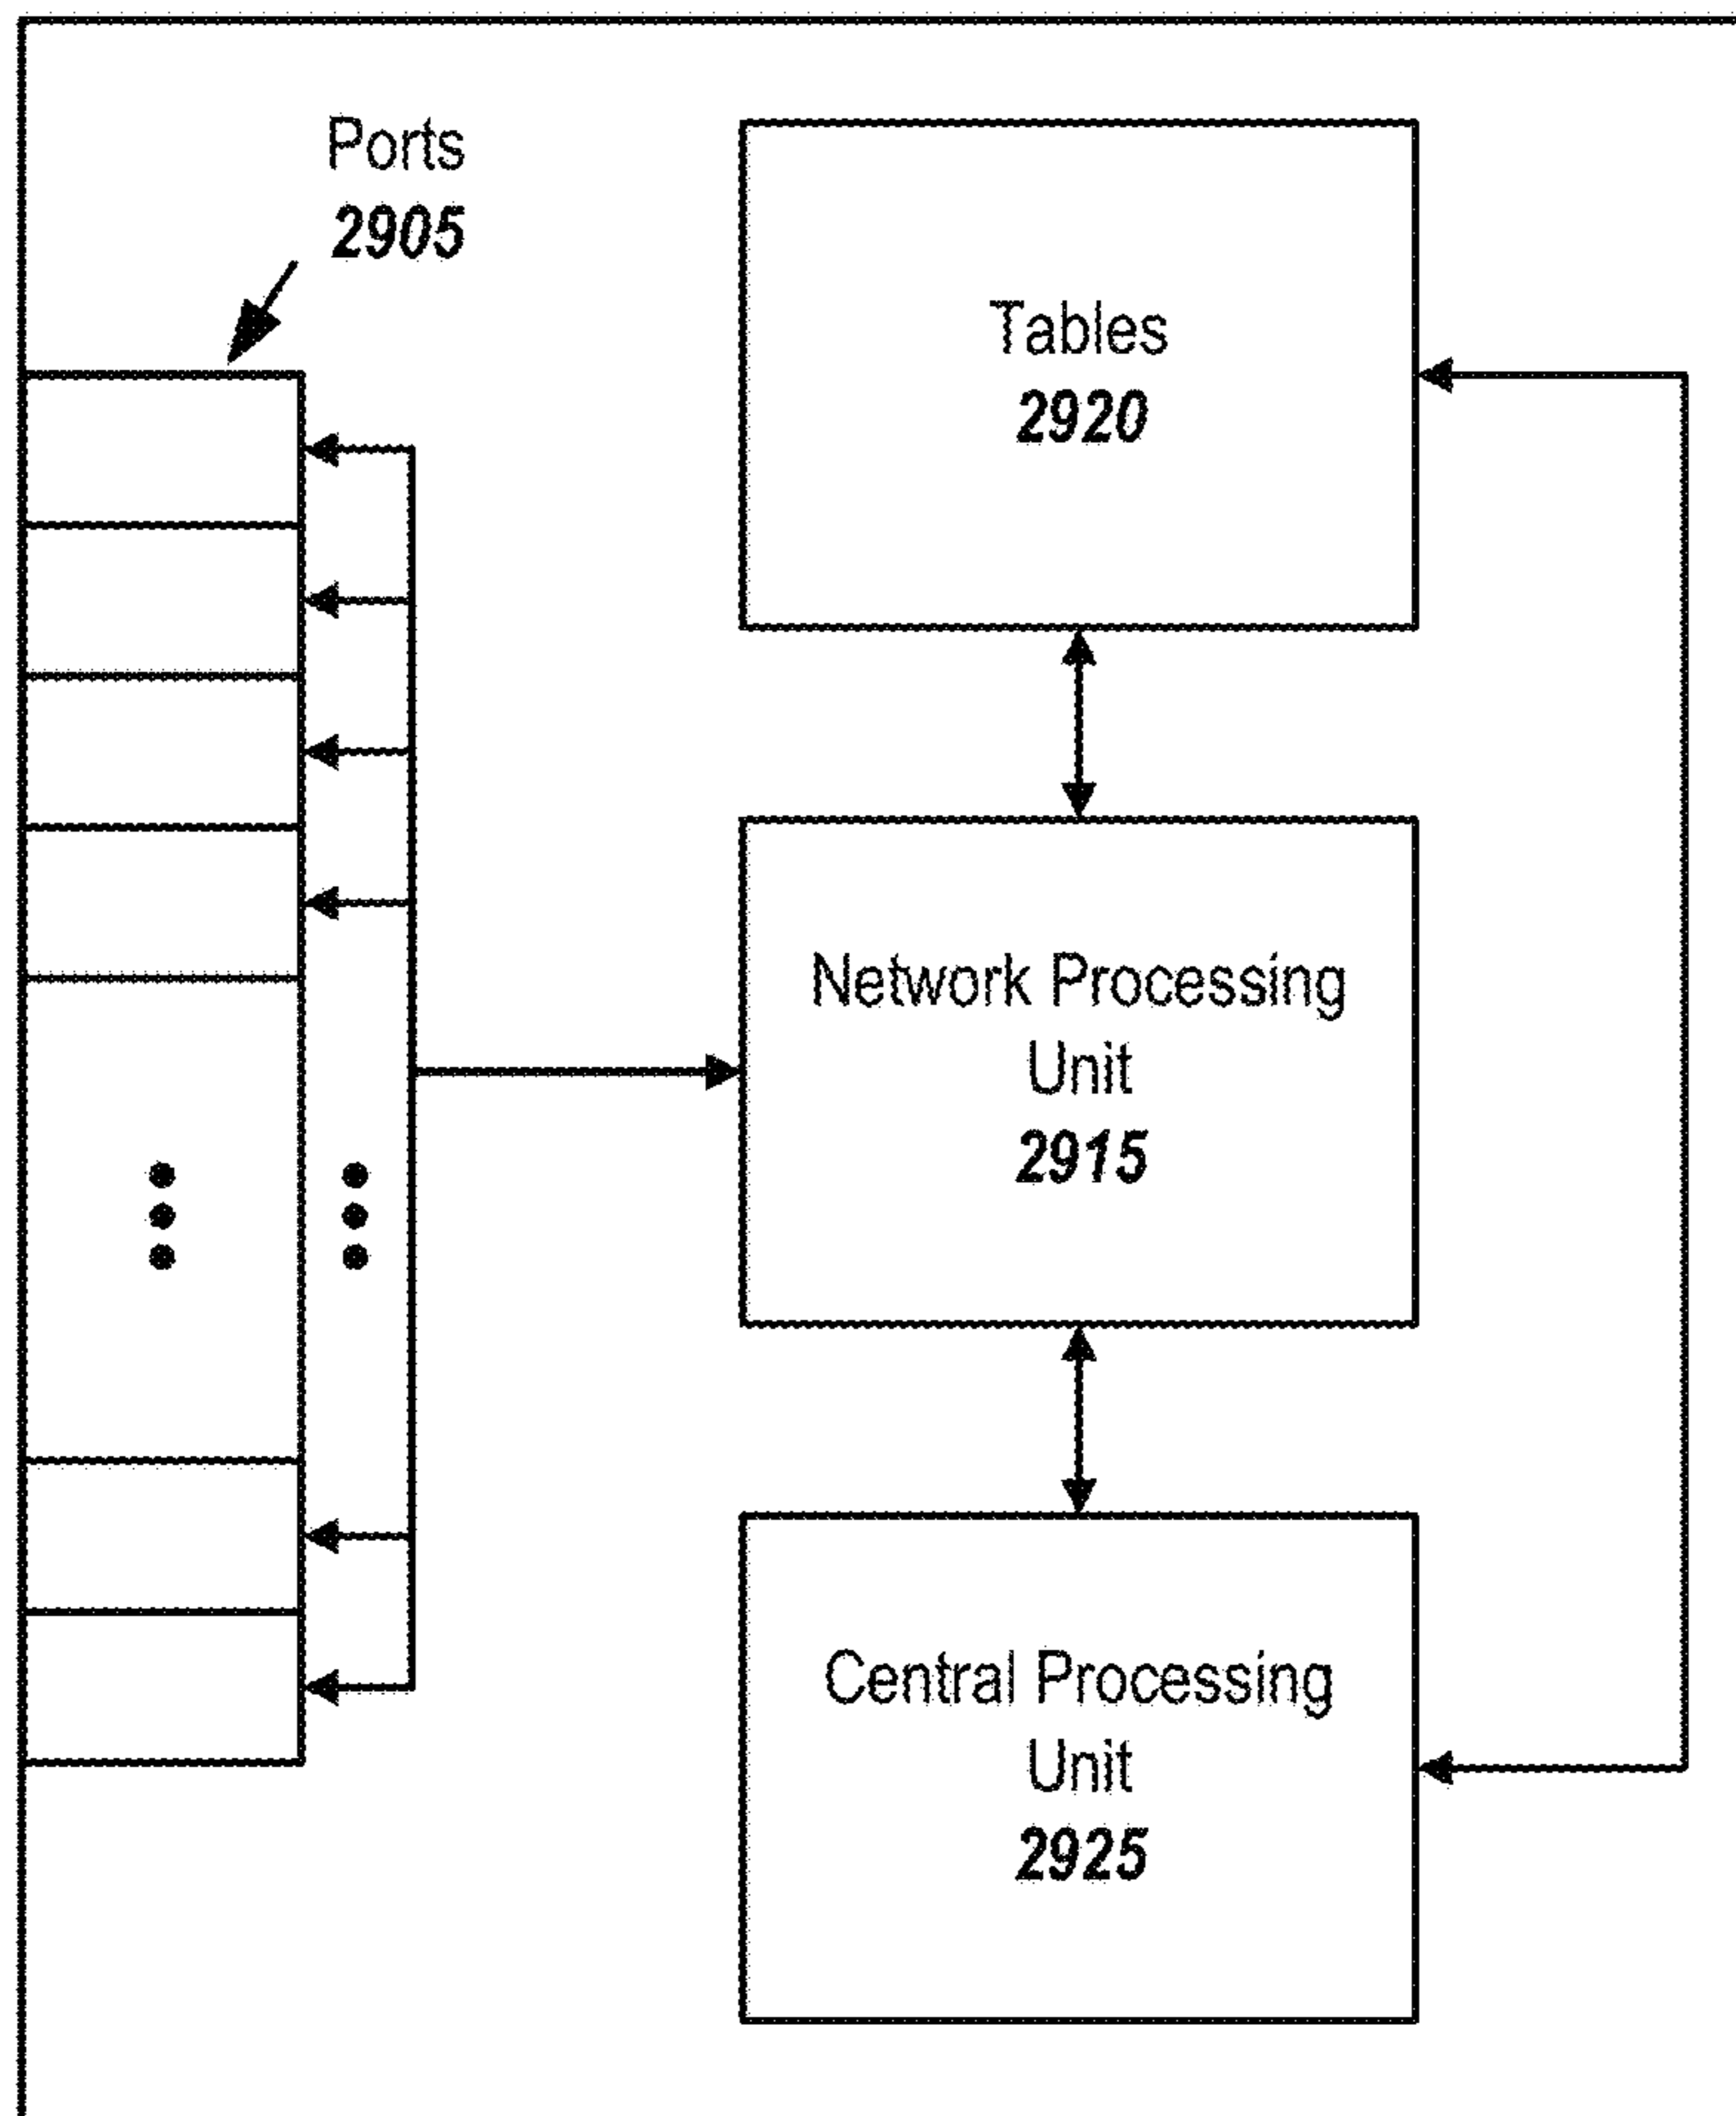 Ports
2905
Tables
2920
Network Processing
Unit
2915
Central Processing
Unit
2925